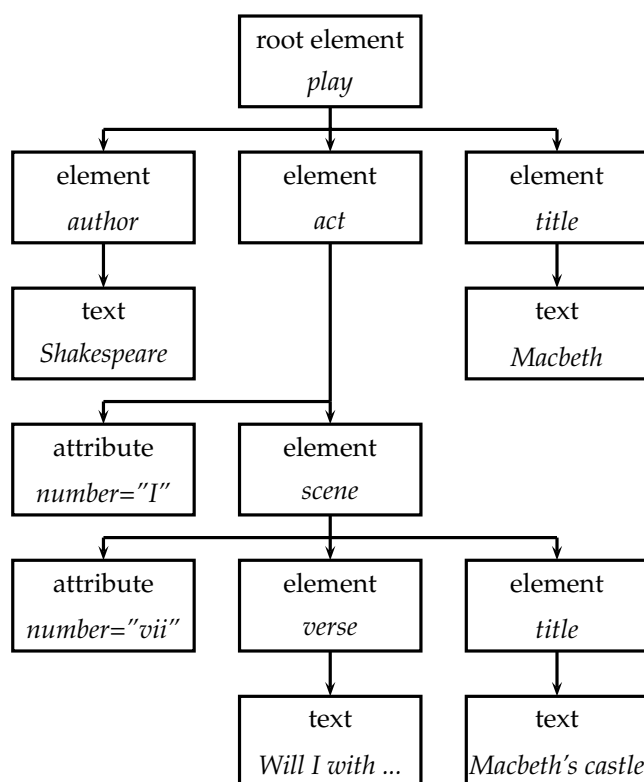 root element
play
element
author
element
act
element
title
text
Shakespeare
text
Macbeth
attribute
number=”I”
element
scene
attribute
number=”vii”
element
verse
element
title
text
Will I with ...
text
Macbeth’s castle